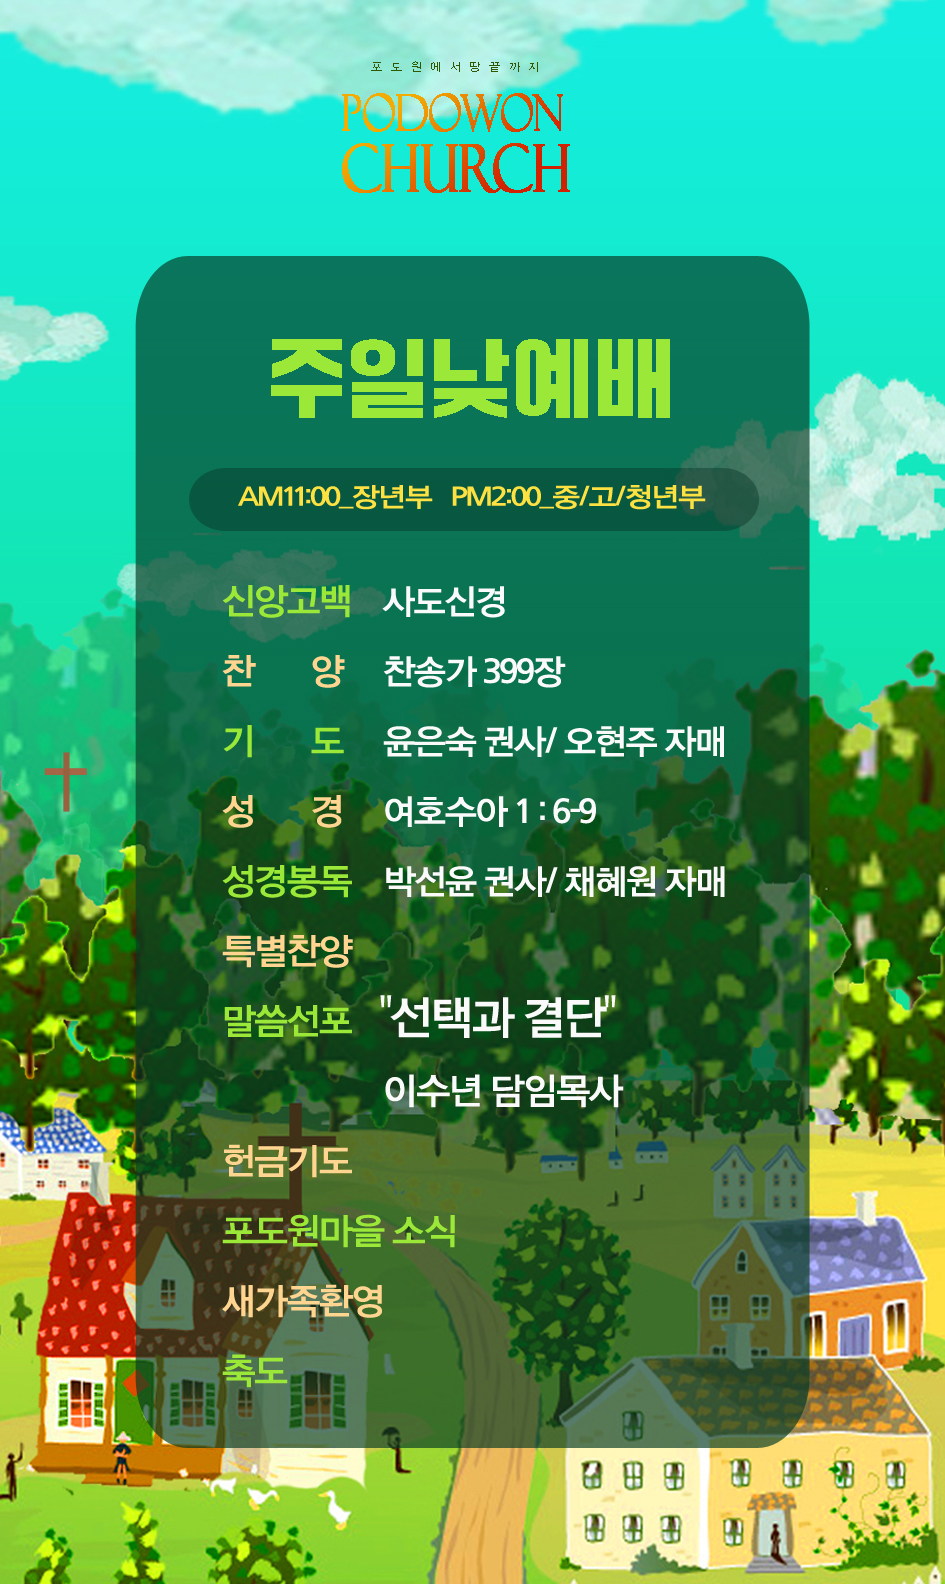 포도원에서땅끝까지
PODOWON
CHURCH
주일낮예배
AM11:00_장년부 PM2:00_중/고/청년부
신앙고백 사도신경
찬 양 찬송가 399장
기 도 윤은숙 권사/ 오현주 자매
성 경 여호수아 1 : 6-9
성경봉독 박선윤 권사/ 채혜원 자매
특별찬양
말씀선포 "선택과 결단"
이수년 담임목사
헌금기도
포도원마을 소식
새가족환영
축도